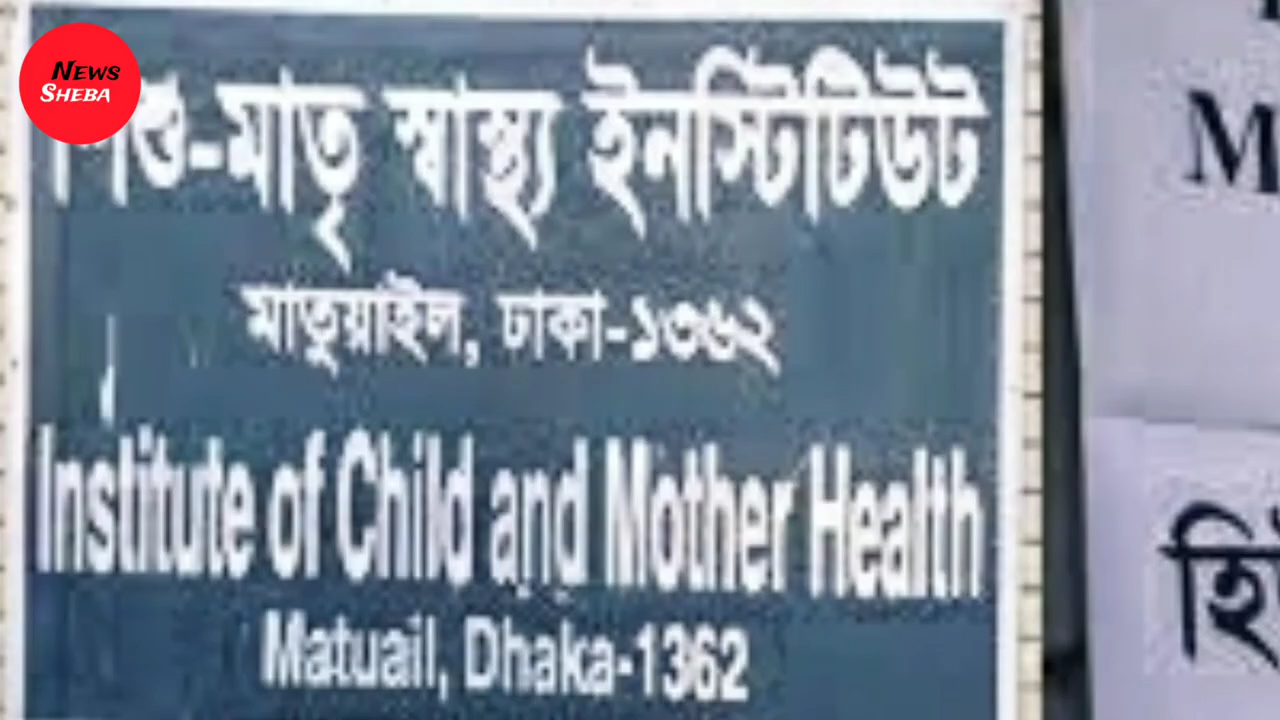 NEWS
SHEBA
শিশু-মাতৃ স্বাস্থ্য ইনস্টিটিউট
মাতুয়াইল, ঢাকা-১৩৬২
Institute of Child and Mother Health
Matuail, Dhaka-1362